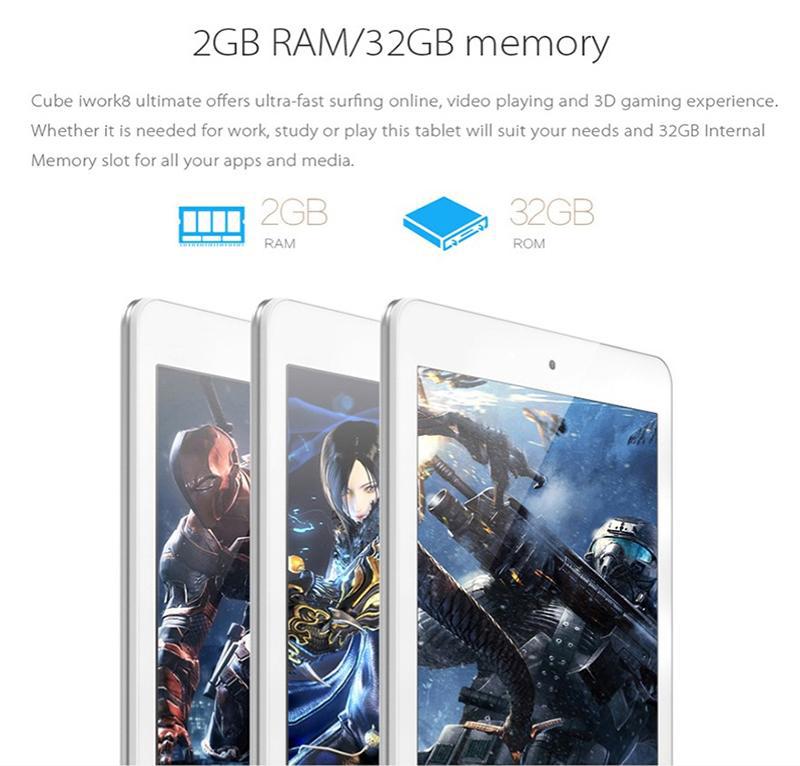 2GB RAM/32GB memory
Cube iwork8 ultimate offers ultra-fast surfing online, video playing and 3D gaming experience.
Whether it is needed for work, study or play this tablet will suit your needs and 32GB Internal
Memory slot for all your apps and media.
2GB
RAM
32GB
ROM